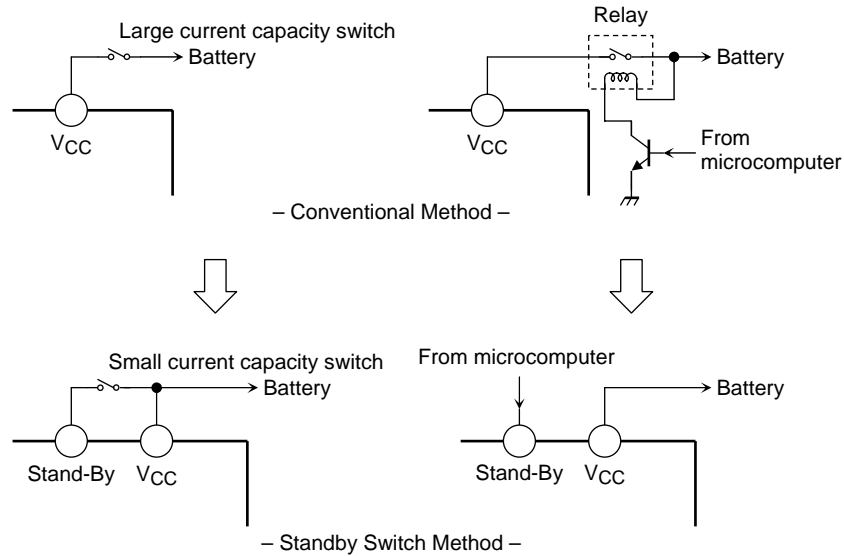 Large current capacity switch
Battery
VCC
Relay
Battery
From
microcomputer
VCC
– Conventional Method –
Small current capacity switch
Battery
Stand-By
VCC
From microcomputer
Battery
Stand-By
VCC
– Standby Switch Method –